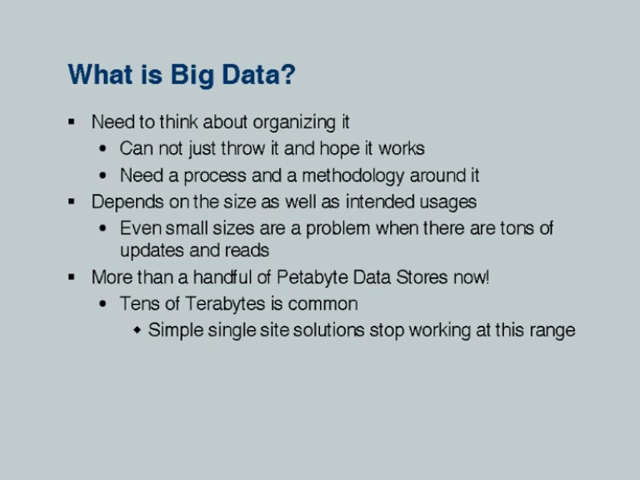 What is Big Data?
▪ Need to think about organizing it
• Can not just throw it and hope it works
• Need a process and a methodology around it
▪ Depends on the size as well as intended usages
• Even small sizes are a problem when there are tons of
updates and reads
▪ More than a handful of Petabyte Data Stores now!
• Tens of Terabytes is common
◆ Simple single site solutions stop working at this range